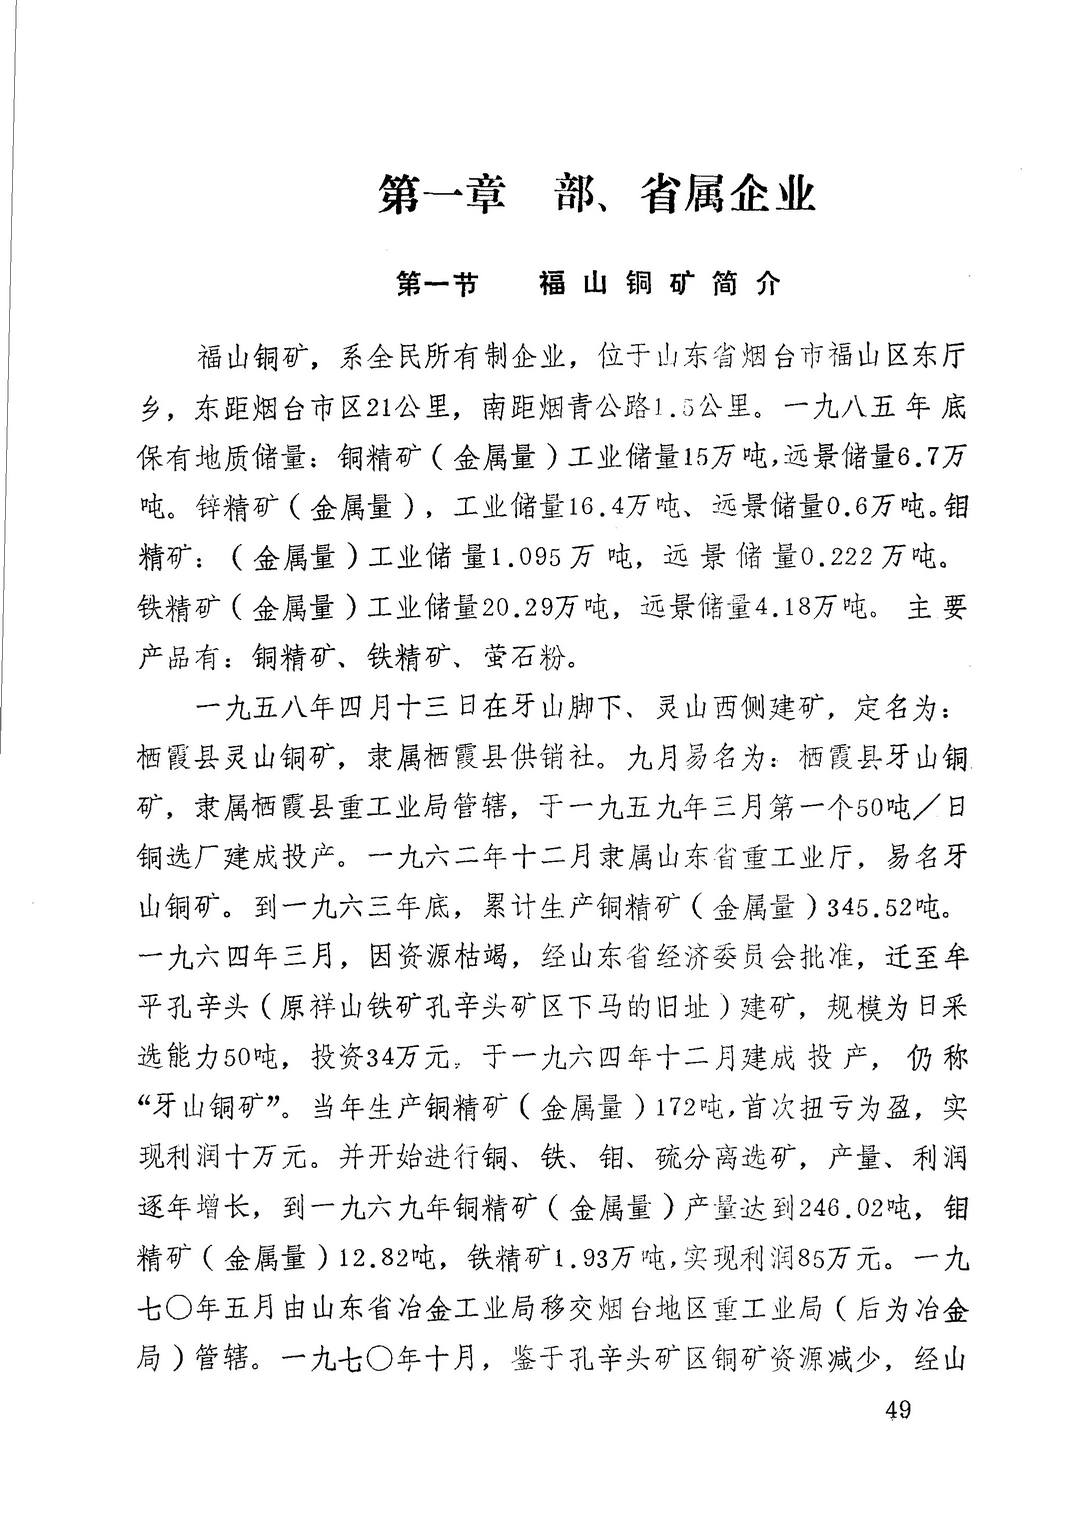 第一章　部、省属企业
第一节　福山铜矿简介
福山铜矿，系全民所有制企业，位于山东省烟台市福山区东厅
乡，东距烟台市区21公里，南距烟青公路1.5公里。一九八五年底
保有地质储量：铜精矿（金属量）工业储量15万吨，远景储量6.7万
吨。锌精矿（金属量），工业储量16.4万吨、远景储量0.6万吨。钼
精矿：（金属量）工业储量1.095万吨，远景储量0.222万吨。
铁精矿（金属量）工业储量20.29万吨，远景储量4.18万吨。主要
产品有：铜精矿、铁精矿、萤石粉。
一九五八年四月十三日在牙山脚下、灵山西侧建矿，定名为：
栖霞县灵山铜矿，隶属栖霞县供销社。九月易名为：栖霞县牙山铜
矿，隶属栖霞县重工业局管辖，于一九五九年三月第一个50吨／日
铜选厂建成投产。一九六二年十二月隶属山东省重工业厅，易名牙
山铜矿。到一九六三年底，累计生产铜精矿（金属量）345.52吨。
一九六四年三月，因资源枯竭，经山东省经济委员会批准，迁至牟
平孔辛头（原祥山铁矿孔辛头矿区下马的旧址）建矿，规模为日采
选能力50吨，投资34万元。于一九六四年十二月建成投产，仍称
“牙山铜矿”。当年生产铜精矿（金属量）172吨，首次扭亏为盈，实
现利润十万元。并开始进行铜、铁、钼、硫分离选矿，产量、利润
逐年增长，到一九六九年铜精矿（金属量）产量达到246.02吨，钼
精矿（金属量）12.82吨，铁精矿1.93万吨，实现利润85万元。一九
七〇年五月由山东省冶金工业局移交烟台地区重工业局（后为冶金
局）管辖。一九七〇年十月，鉴于孔辛头矿区铜矿资源减少，经山
49